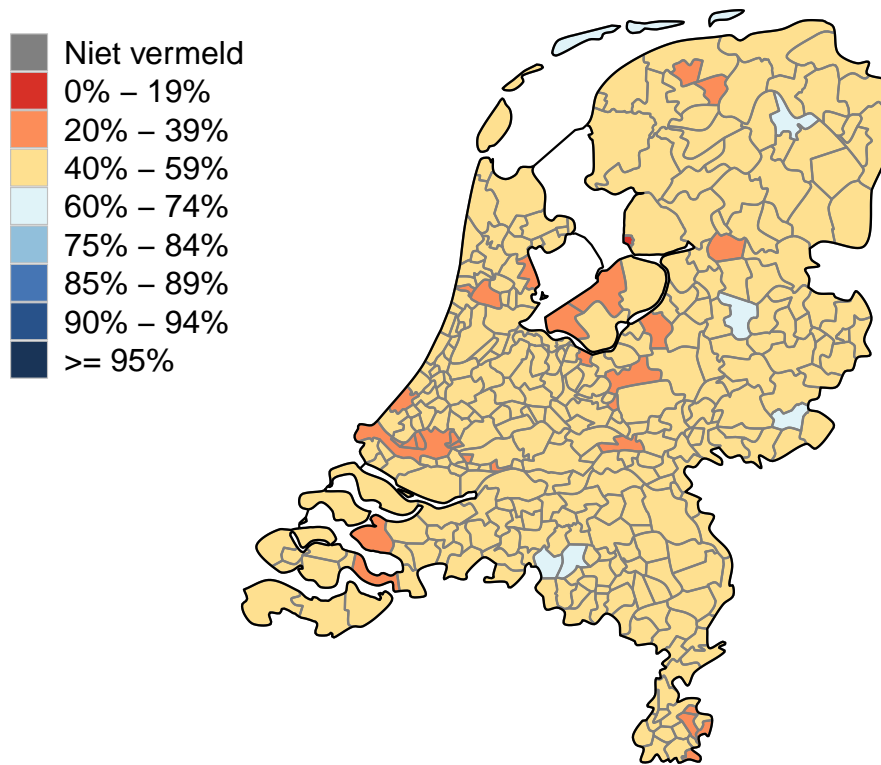 Niet vermeld
0% – 19%
20% – 39%
40% – 59%
60% – 74%
75% – 84%
85% – 89%
90% – 94%
>= 95%